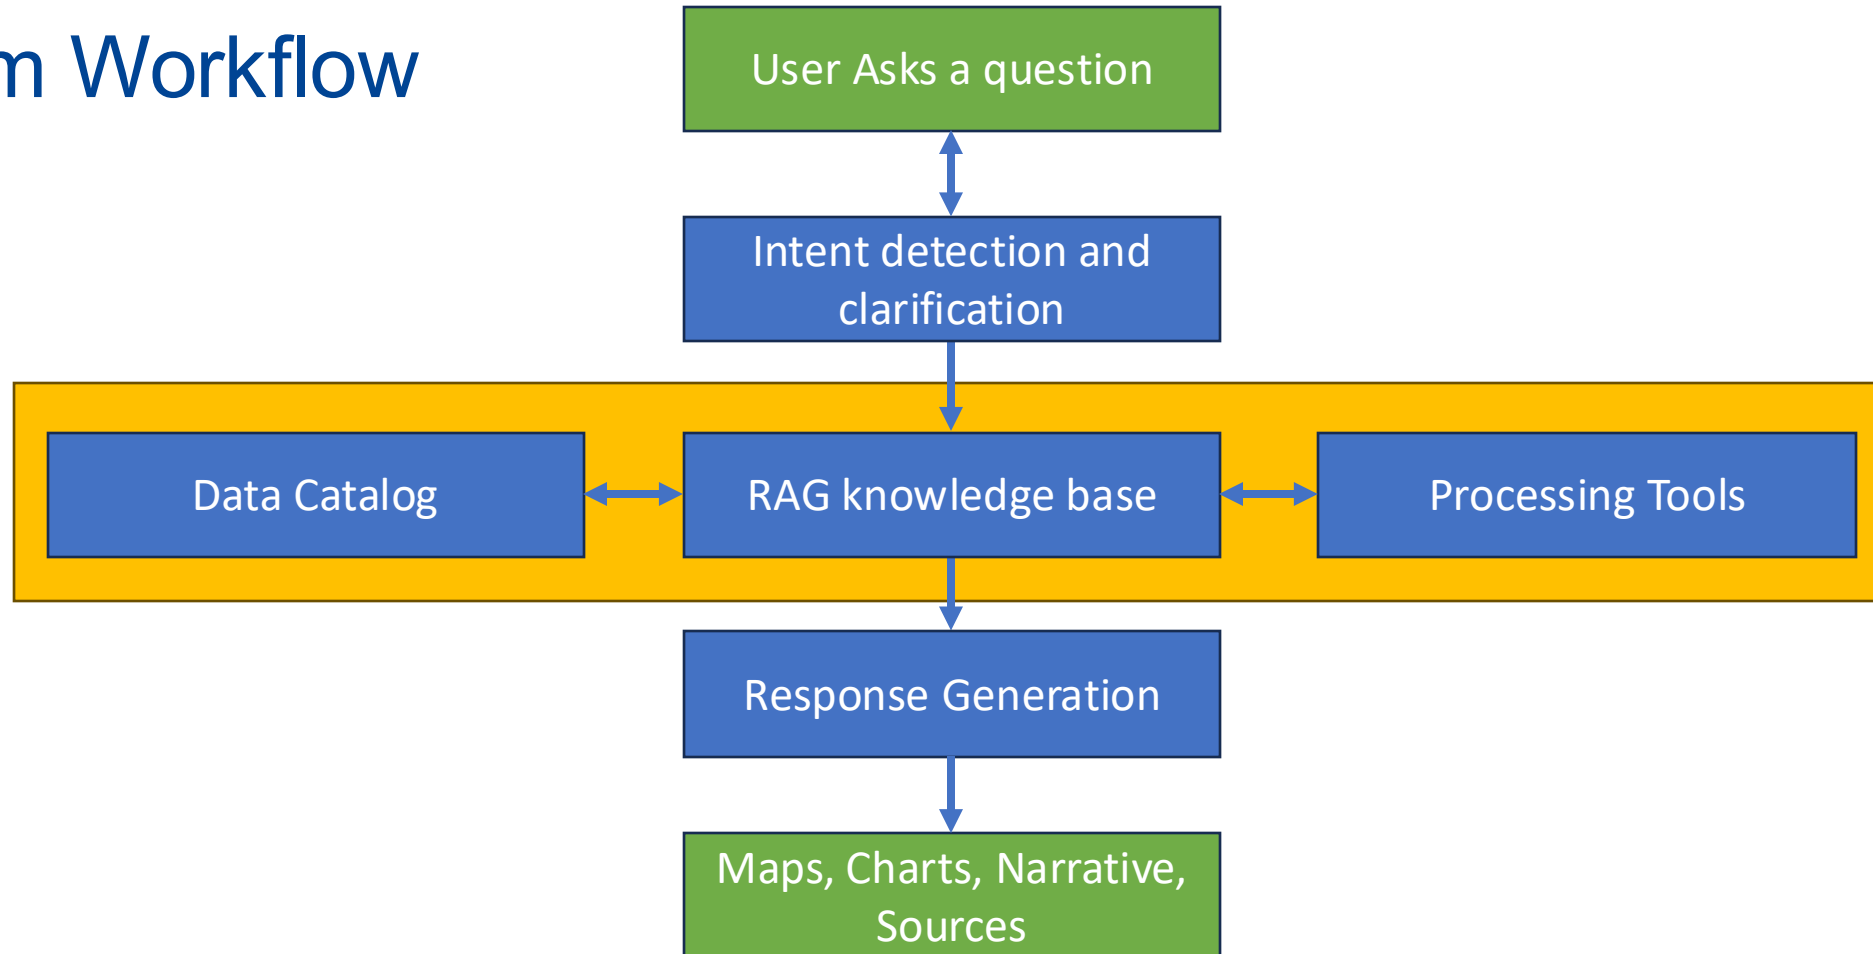 m Workflow
User Asks a question
Intent detection and
clarification
Data Catalog
RAG knowledge base
Processing Tools
Response Generation
Maps, Charts, Narrative,
Sources